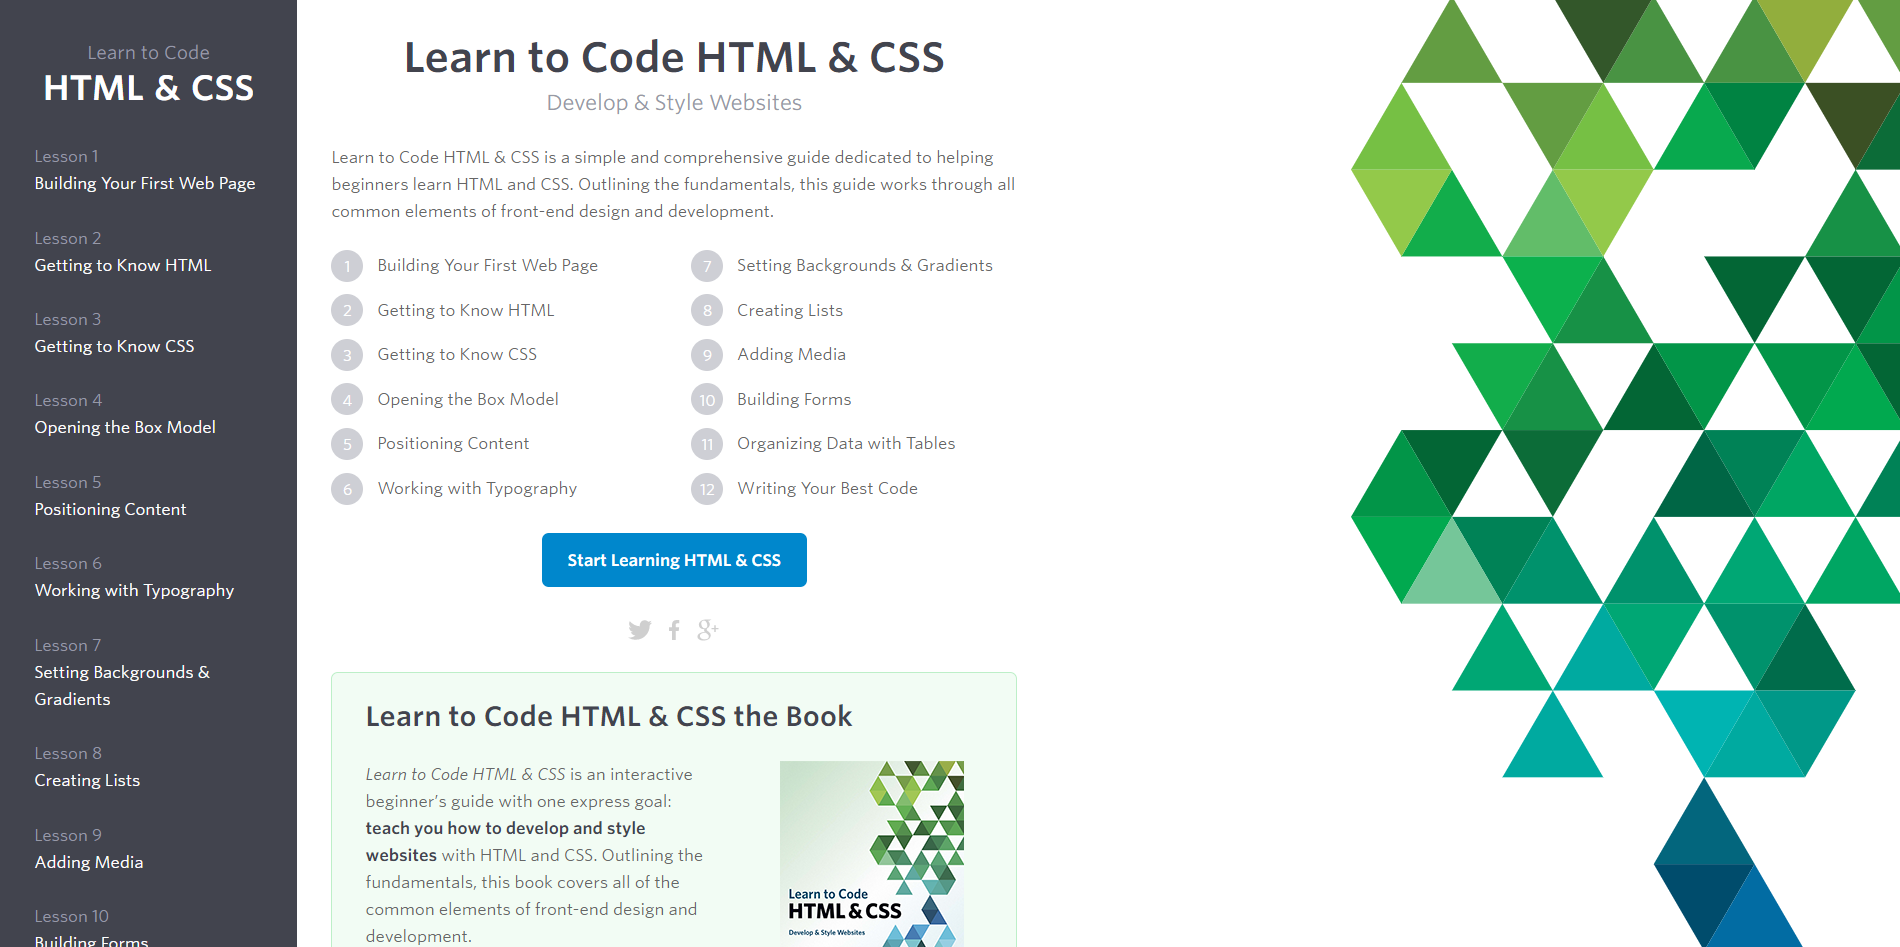 Learn to Code
HTML & CSS
Lesson 1
Building Your First Web Page
Lesson 2
Getting to Know HTML
Lesson 3
Getting to Know CSS
Lesson 4
Opening the Box Model
Lesson 5
Positioning Content
Lesson 6
Working with Typography
Lesson 7
Setting Backgrounds &
Gradients
Lesson 8
Creating Lists
Lesson 9
Adding Media
Lesson 10
Building Forms
Learn to Code HTML & CSS
Develop & Style Websites
Learn to Code HTML & CSS is a simple and comprehensive guide dedicated to helping
beginners learn HTML and CSS. Outlining the fundamentals, this guide works through all
common elements of front-end design and development.
1 Building Your First Web Page
2 Getting to Know HTML
3 Getting to Know CSS
4 Opening the Box Model
5 Positioning Content
6 Working with Typography
7 Setting Backgrounds & Gradients
8 Creating Lists
9 Adding Media
10 Building Forms
11 Organizing Data with Tables
12 Writing Your Best Code
Start Learning HTML & CSS
Learn to Code HTML & CSS the Book
Learn to Code HTML & CSS is an interactive
beginner’s guide with one express goal:
teach you how to develop and style
websites with HTML and CSS. Outlining the
fundamentals, this book covers all of the
common elements of front-end design and
development.
Learn to Code
HTML & CSS
Develop & Style Websites